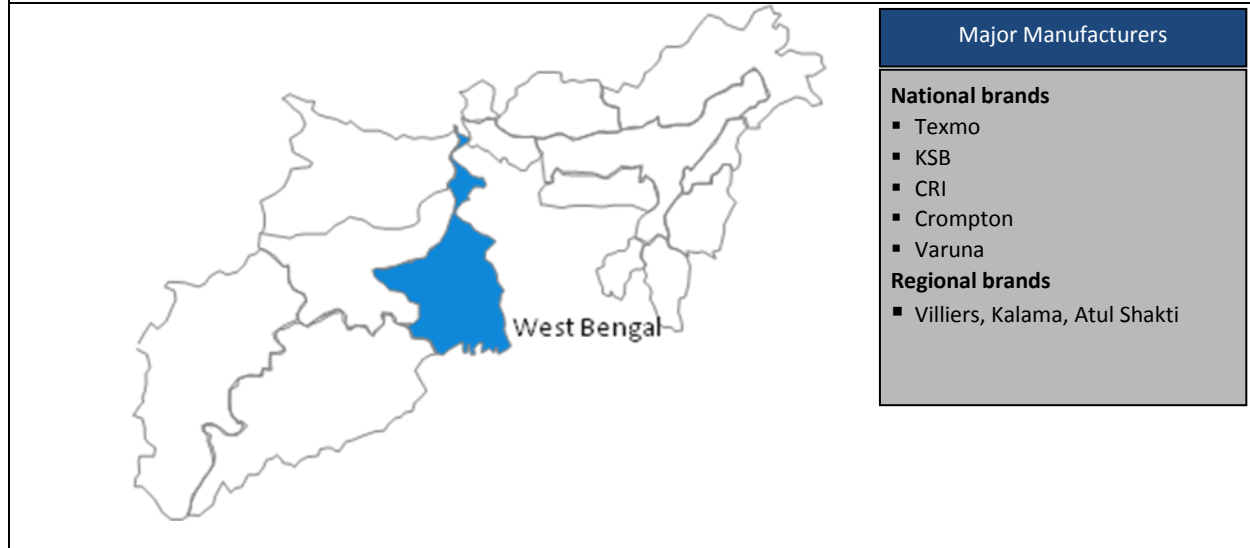 Major Manufacturers
National brands
▪ Texmo
▪ KSB
▪ CRI
▪ Crompton
▪ Varuna
Regional brands
▪ Villiers, Kalama, Atul Shakti
West Bengal